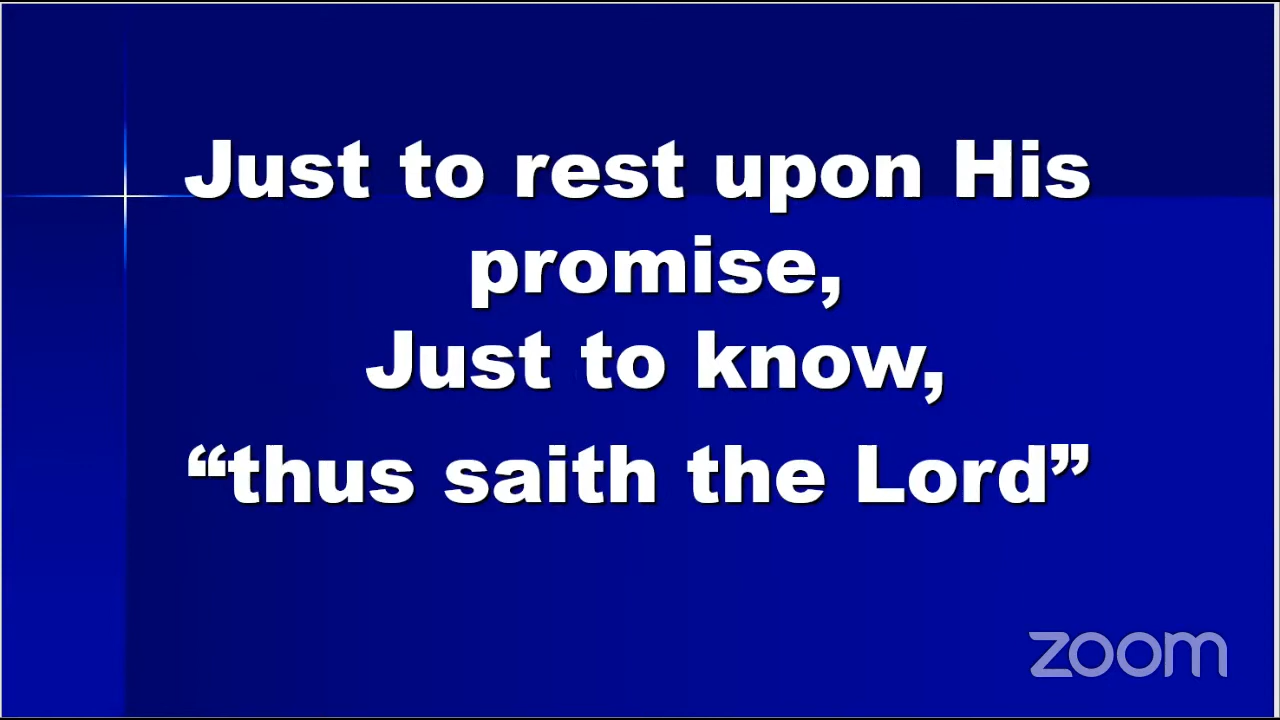 Just to rest upon His
promise,
Just to know,
“thus saith the Lord”
zoom